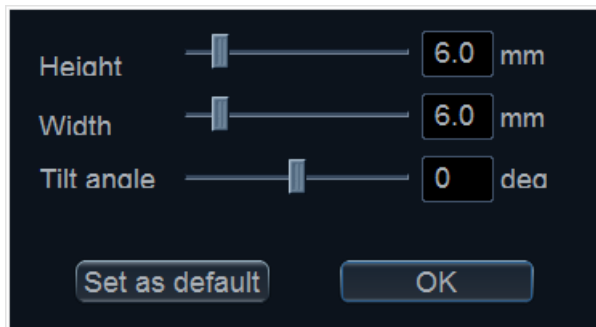 Height 6.0 mm
Width 6.0 mm
Tilt angle 0 deg
Set as default OK